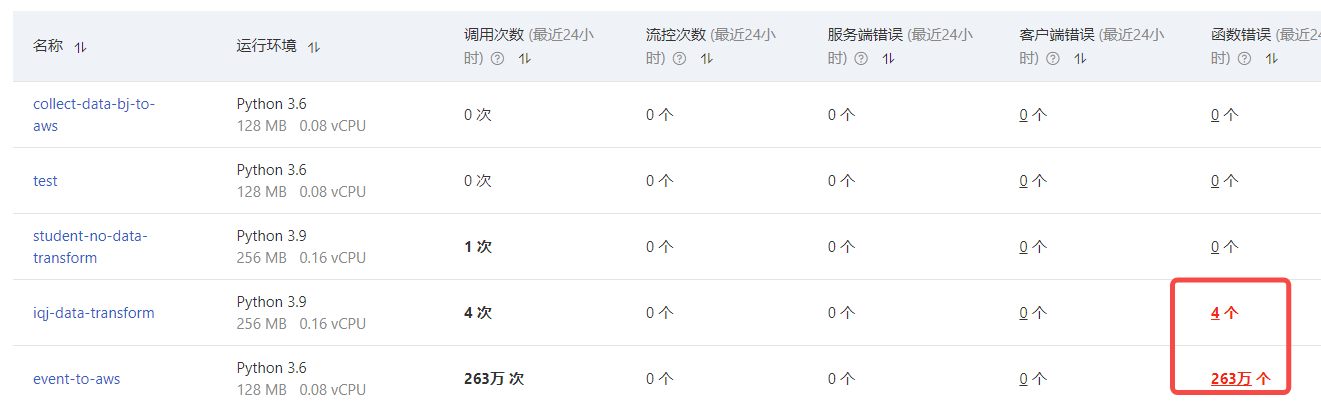 名称
运行环境
调用次数 (最近24小
时)
流控次数 (最近24小
时)
服务端错误 (最近24小
时)
客户端错误 (最近24小
时)
函数错误 (最近24
时)
collect-data-bj-to-
aws
Python 3.6
128 MB 0.08 vCPU
0 次
0 个
0 个
0 个
0 个
test
Python 3.6
128 MB 0.08 vCPU
0 次
0 个
0 个
0 个
0 个
student-no-data-
transform
Python 3.9
256 MB 0.16 vCPU
1 次
0 个
0 个
0 个
0 个
iqj-data-transform
Python 3.9
256 MB 0.16 vCPU
4 次
0 个
0 个
0 个
4 个
event-to-aws
Python 3.6
128 MB 0.08 vCPU
263万 次
0 个
0 个
0 个
263万 个